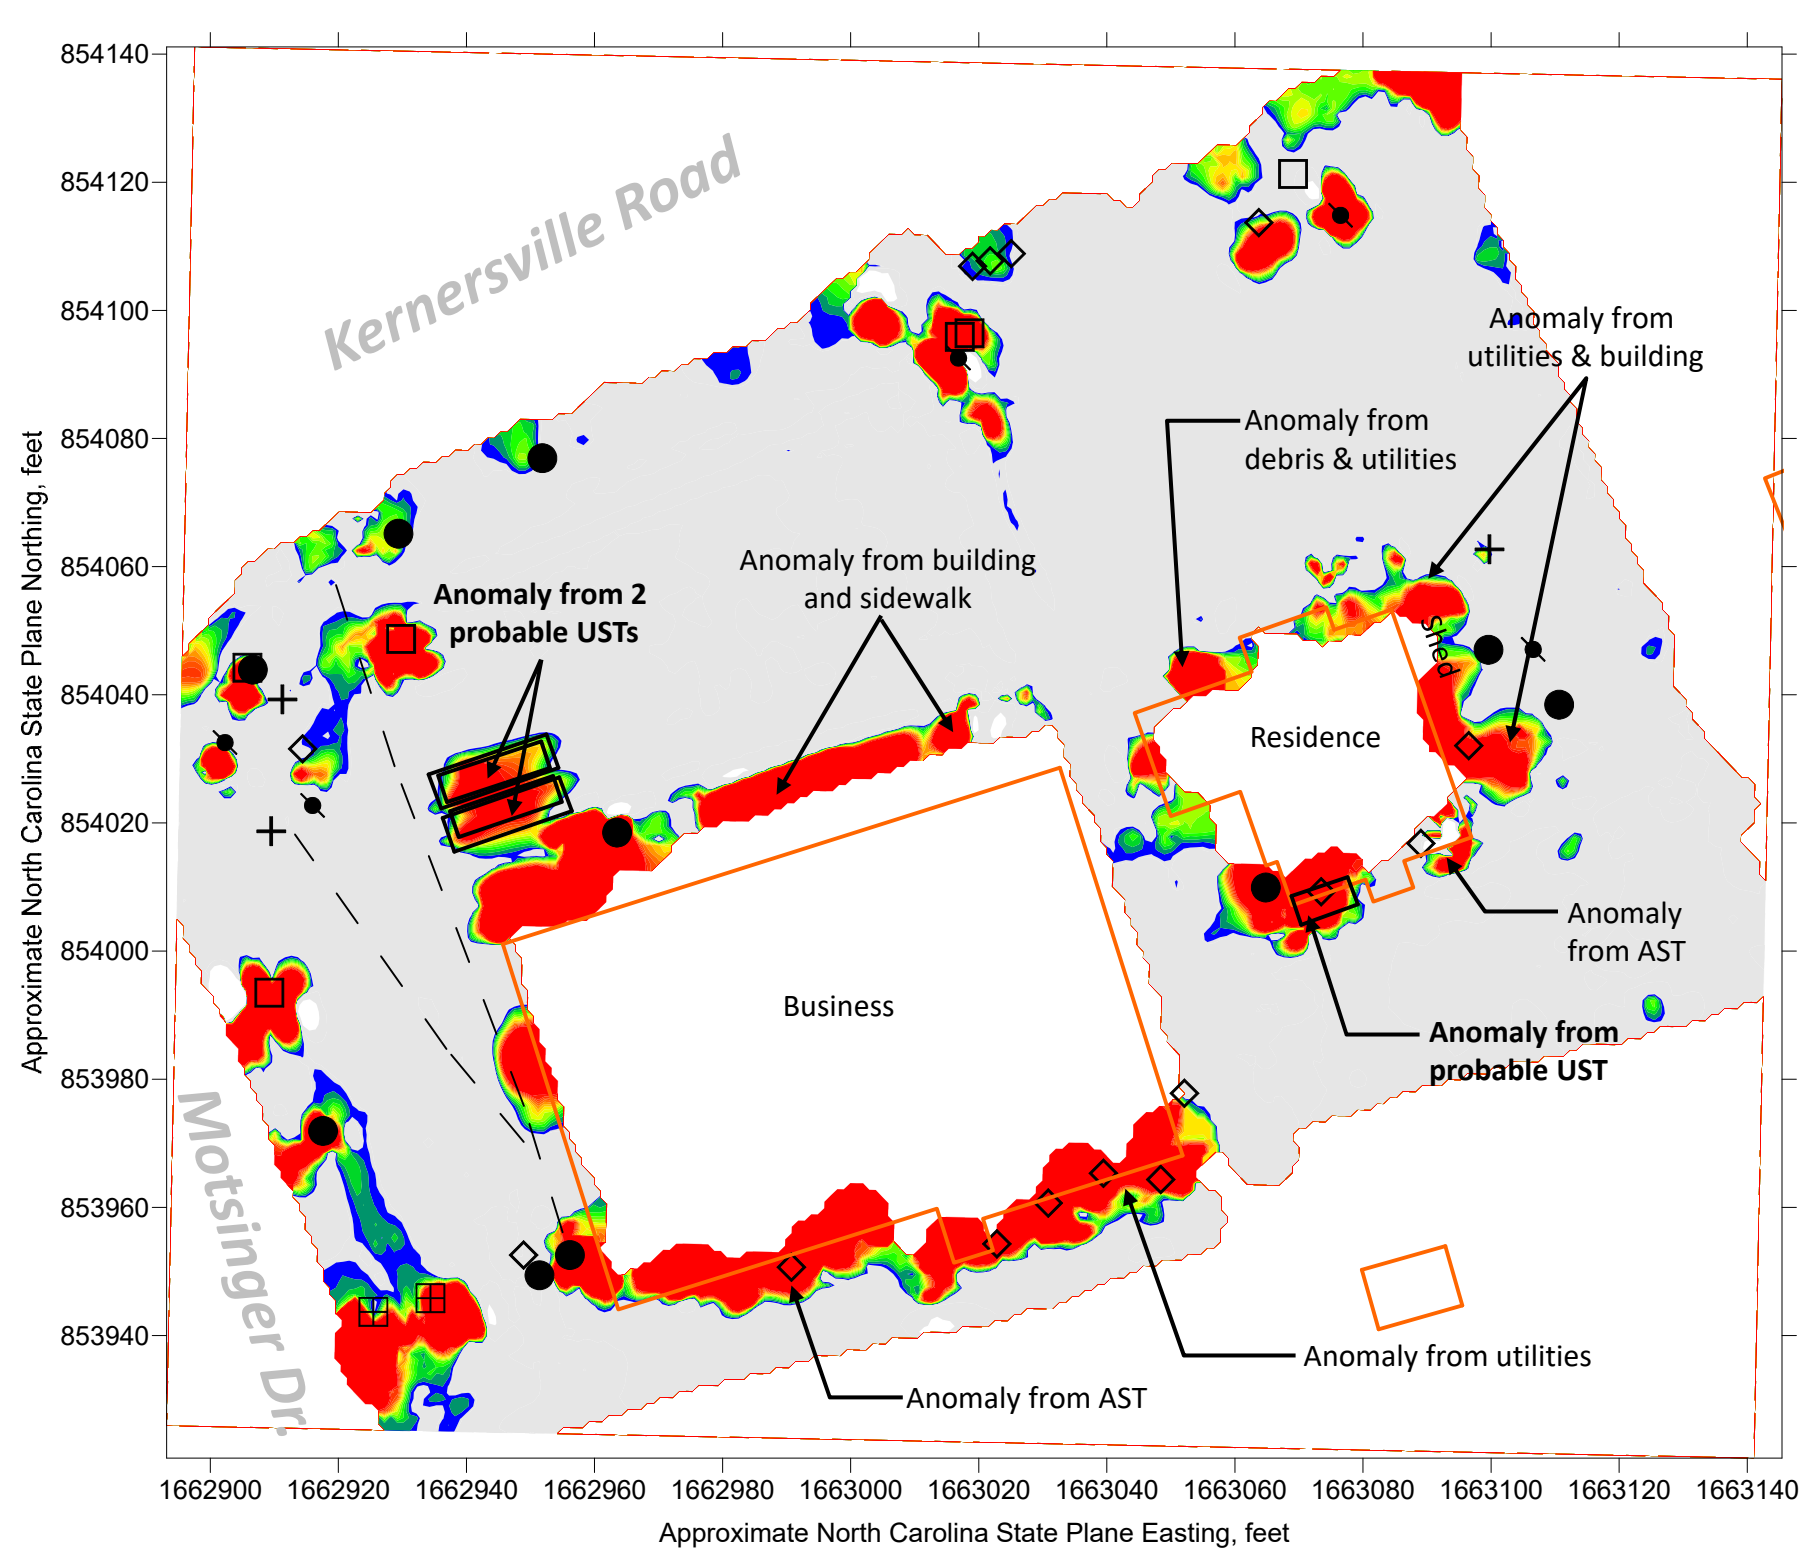 854140
854120
854100
854080
854060
854040
854020
854000
853980
853960
853940
Approximate North Carolina State Plane Northing, feet
Kernersville Road
Anomaly from
utilities & building
Anomaly from
debris & utilities
Anomaly from building
and sidewalk
Anomaly from 2
probable USTs
Shed
Residence
Anomaly
from AST
Business
Anomaly from
probable UST
Motsinger Dr.
Anomaly from utilities
Anomaly from AST
1662900 1662920 1662940 1662960 1662980 1663000 1663020 1663040 1663060 1663080 1663100 1663120 1663140
Approximate North Carolina State Plane Easting, feet